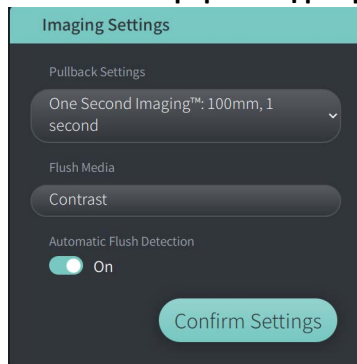 Imaging Settings
Pullback Settings
One Second Imaging™: 100mm, 1
second
Flush Media
Contrast
Automatic Flush Detection
On
Confirm Settings